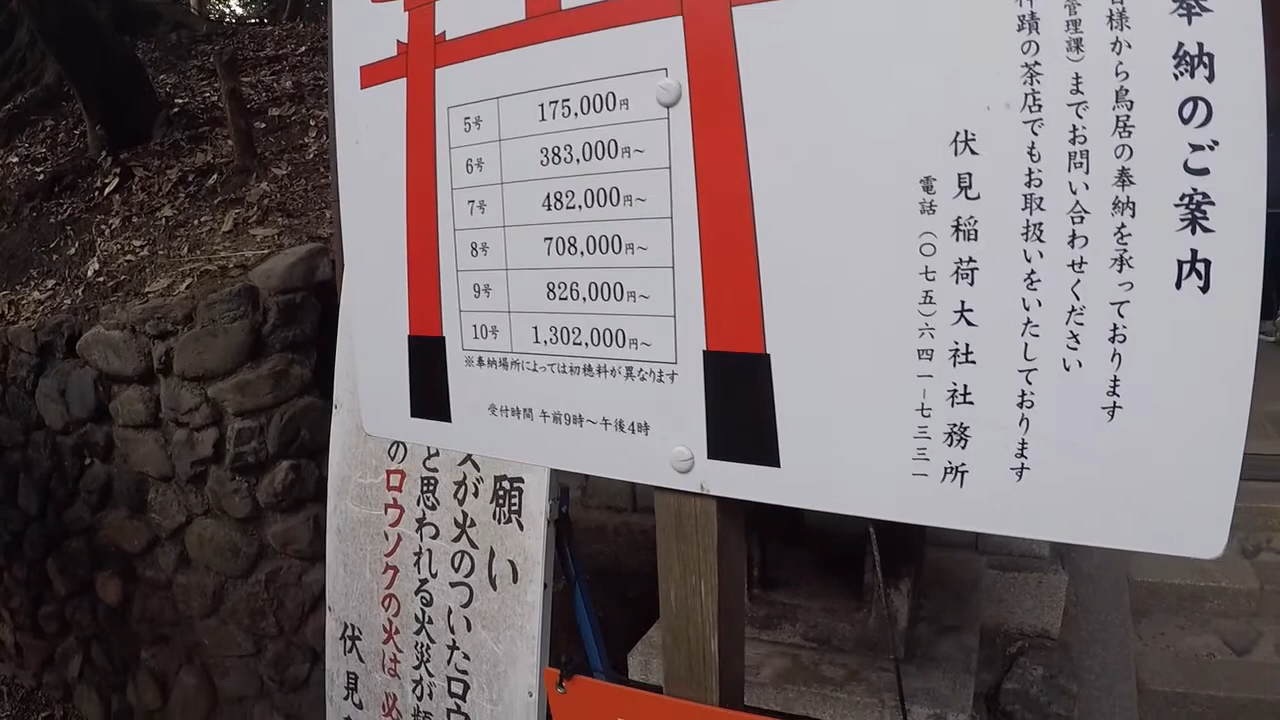 奉納のご案内
様から鳥居の奉納を承っております
管理課）までお問い合わせください
蹟の茶店でもお取扱いをいたしております
伏見稲荷大社社務所
電話（〇七五）六四一－七三三一
5号 175,000円
6号 383,000円～
7号 482,000円～
8号 708,000円～
9号 826,000円～
10号 1,302,000円～
※奉納場所によっては初穂料が異なります
受付時間 午前9時～午後4時
願い
が火のついたロウ
と思われる火災が
のロウソクの火は 必
伏見